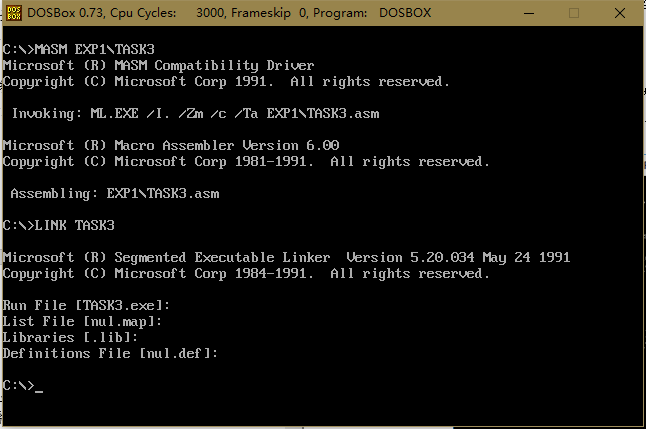 DOSBox 0.73, Cpu Cycles: 3000, Frameskip 0, Program: DOSBOX
C:\>MASM EXP1\TASK3
Microsoft (R) MASM Compatibility Driver
Copyright (C) Microsoft Corp 1991.  All rights reserved.
Invoking: ML.EXE /I. /Zm /c /Ta EXP1\TASK3.asm
Microsoft (R) Macro Assembler Version 6.00
Copyright (C) Microsoft Corp 1981-1991.  All rights reserved.
Assembling: EXP1\TASK3.asm
C:\>LINK TASK3
Microsoft (R) Segmented Executable Linker  Version 5.20.034 May 24 1991
Copyright (C) Microsoft Corp 1984-1991.  All rights reserved.
Run File [TASK3.exe]:
List File [nul.map]:
Libraries [.lib]:
Definitions File [nul.def]:
C:\>_